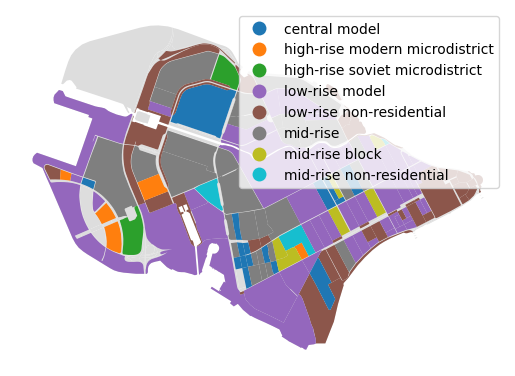 central model
high-rise modern microdistrict
high-rise soviet microdistrict
low-rise model
low-rise non-residential
mid-rise
mid-rise block
mid-rise non-residential